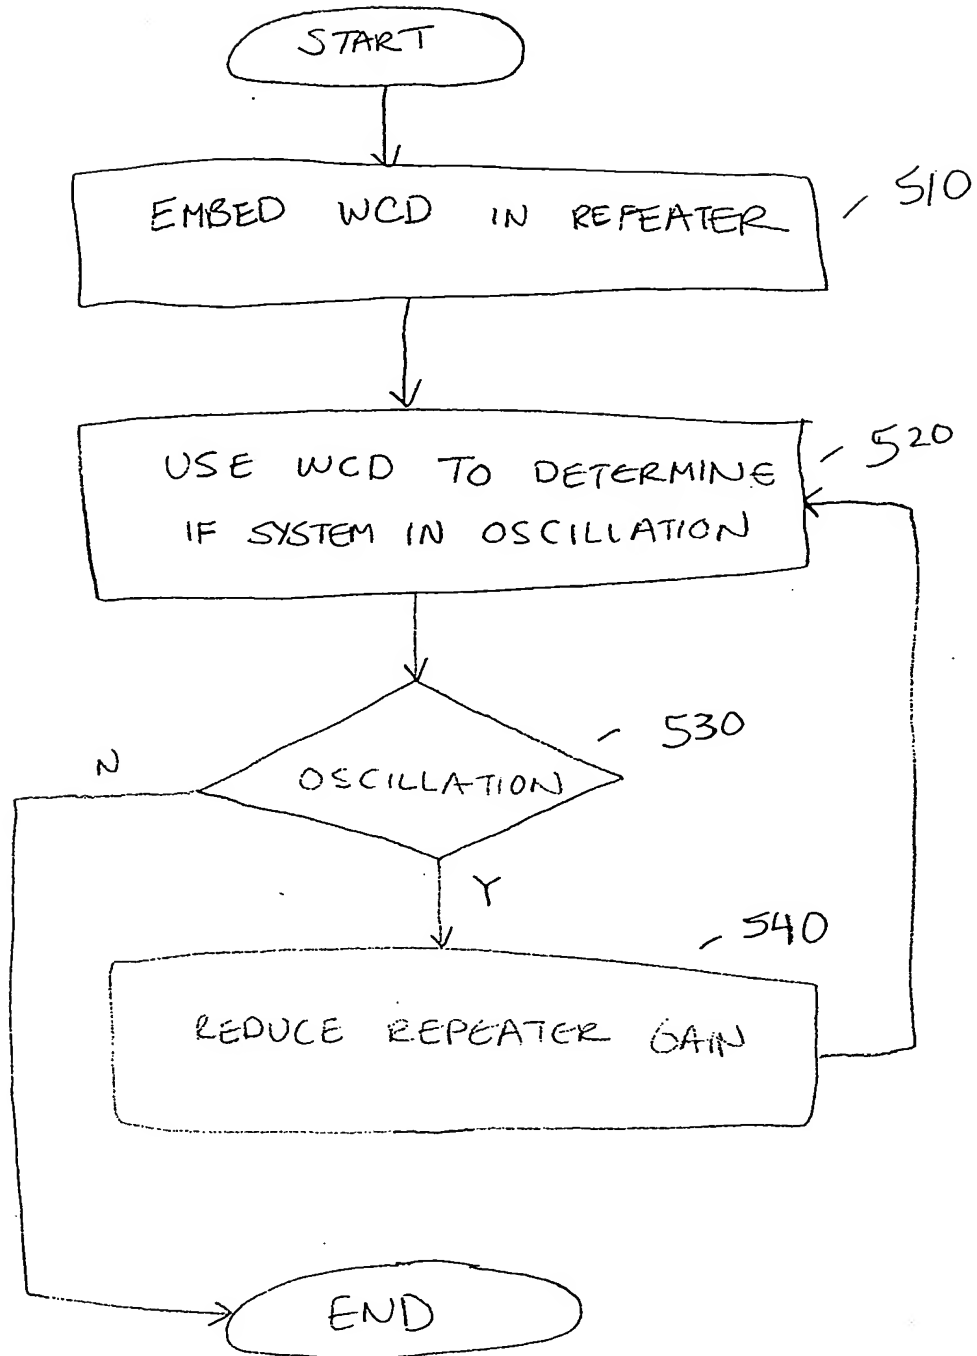 START
EMBED WCD IN REPEATER
510
USE WCD TO DETERMINE
IF SYSTEM IN OSCILLATION
520
OSCILLATION
530
N
Y
540
REDUCE REPEATER GAIN
END